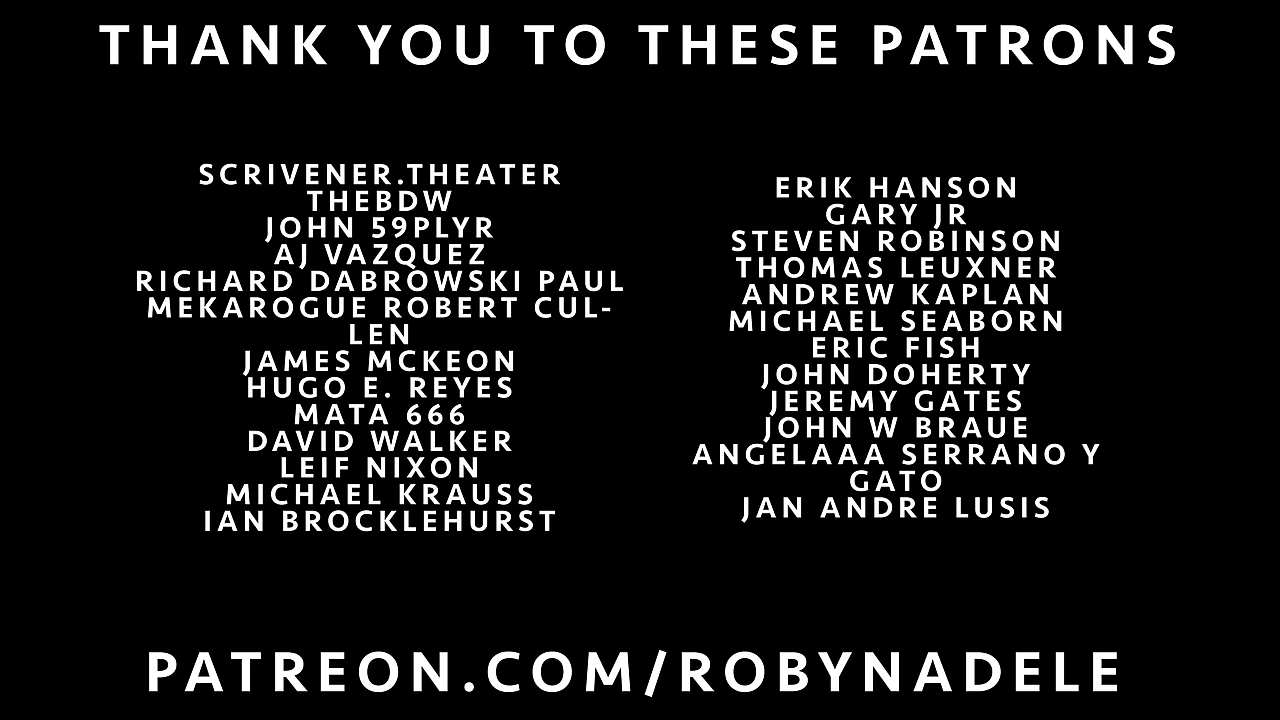 THANK YOU TO THESE PATRONS
SCRIVENER.THEATER
THEBDW
JOHN 59PLYR
AJ VAZQUEZ
RICHARD DABROWSKI PAUL
MEKAROGUE ROBERT CUL-
LEN
JAMES MCKEON
HUGO E. REYES
MATA 666
DAVID WALKER
LEIF NIXON
MICHAEL KRAUSS
IAN BROCKLEHURST
ERIK HANSON
GARY JR
STEVEN ROBINSON
THOMAS LEUXNER
ANDREW KAPLAN
MICHAEL SEABORN
ERIC FISH
JOHN DOHERTY
JEREMY GATES
JOHN W BRAUE
ANGELAAA SERRANO Y
GATO
JAN ANDRE LUSIS
PATREON.COM/ROBYNADELE